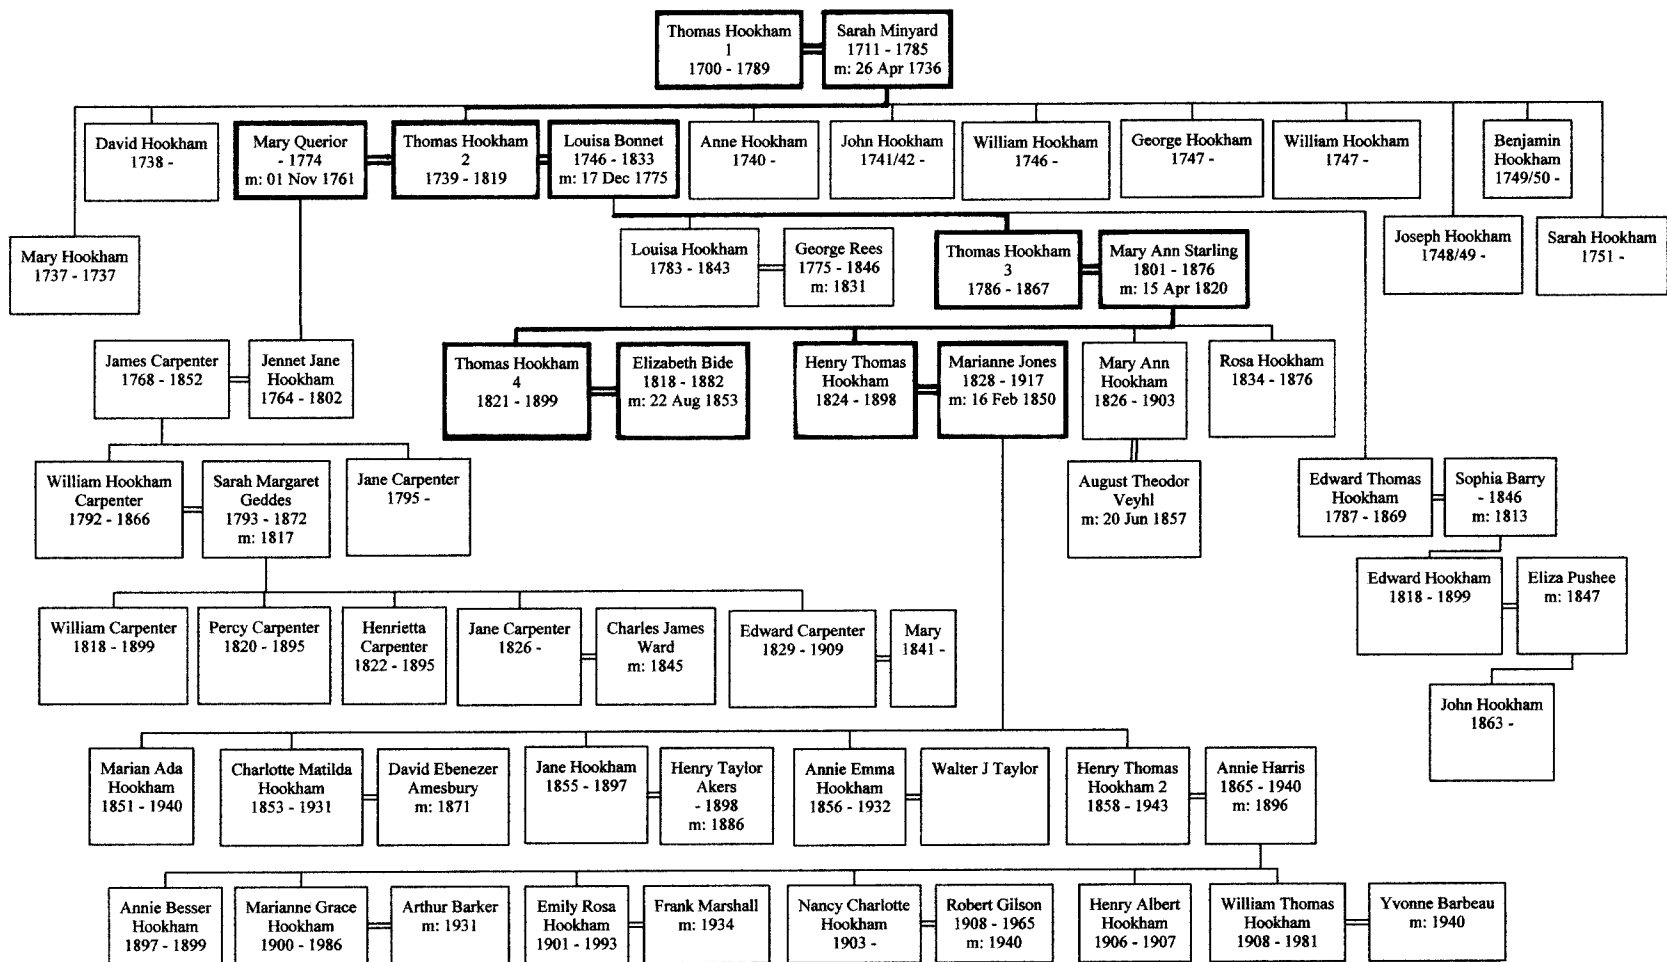 Thomas Hookham
1
1700 - 1789
Sarah Minyard
1711 - 1785
m: 26 Apr 1736
David Hookham
1738 -
Mary Querior
- 1774
m: 01 Nov 1761
Thomas Hookham
2
1739 - 1819
Louisa Bonnet
1746 - 1833
m: 17 Dec 1775
Anne Hookham
1740 -
John Hookham
1741/42 -
William Hookham
1746 -
George Hookham
1747 -
William Hookham
1747 -
Benjamin
Hookham
1749/50 -
Mary Hookham
1737 - 1737
Louisa Hookham
1783 - 1843
George Rees
1775 - 1846
m: 1831
Thomas Hookham
3
1786 - 1867
Mary Ann Starling
1801 - 1876
m: 15 Apr 1820
Joseph Hookham
1748/49 -
Sarah Hookham
1751 -
James Carpenter
1768 - 1852
Jennet Jane
Hookham
1764 - 1802
Thomas Hookham
4
1821 - 1899
Elizabeth Bide
1818 - 1882
m: 22 Aug 1853
Henry Thomas
Hookham
1824 - 1898
Marianne Jones
1828 - 1917
m: 16 Feb 1850
Mary Ann
Hookham
1826 - 1903
Rosa Hookham
1834 - 1876
William Hookham
Carpenter
1792 - 1866
Sarah Margaret
Geddes
1793 - 1872
m: 1817
Jane Carpenter
1795 -
August Theodor
Veyhl
m: 20 Jun 1857
Edward Thomas
Hookham
1787 - 1869
Sophia Barry
- 1846
m: 1813
Edward Hookham
1818 - 1899
Eliza Pushee
m: 1847
William Carpenter
1818 - 1899
Percy Carpenter
1820 - 1895
Henrietta
Carpenter
1822 - 1895
Jane Carpenter
1826 -
Charles James
Ward
m: 1845
Edward Carpenter
1829 - 1909
Mary
1841 -
John Hookham
1863 -
Marian Ada
Hookham
1851 - 1940
Charlotte Matilda
Hookham
1853 - 1931
David Ebenezer
Amesbury
m: 1871
Jane Hookham
1855 - 1897
Henry Taylor
Akers
- 1898
m: 1886
Annie Emma
Hookham
1856 - 1932
Walter J Taylor
Henry Thomas
Hookham 2
1858 - 1943
Annie Harris
1865 - 1940
m: 1896
Annie Besser
Hookham
1897 - 1899
Marianne Grace
Hookham
1900 - 1986
Arthur Barker
m: 1931
Emily Rosa
Hookham
1901 - 1993
Frank Marshall
m: 1934
Nancy Charlotte
Hookham
1903 -
Robert Gilson
1908 - 1965
m: 1940
Henry Albert
Hookham
1906 - 1907
William Thomas
Hookham
1908 - 1981
Yvonne Barbeau
m: 1940